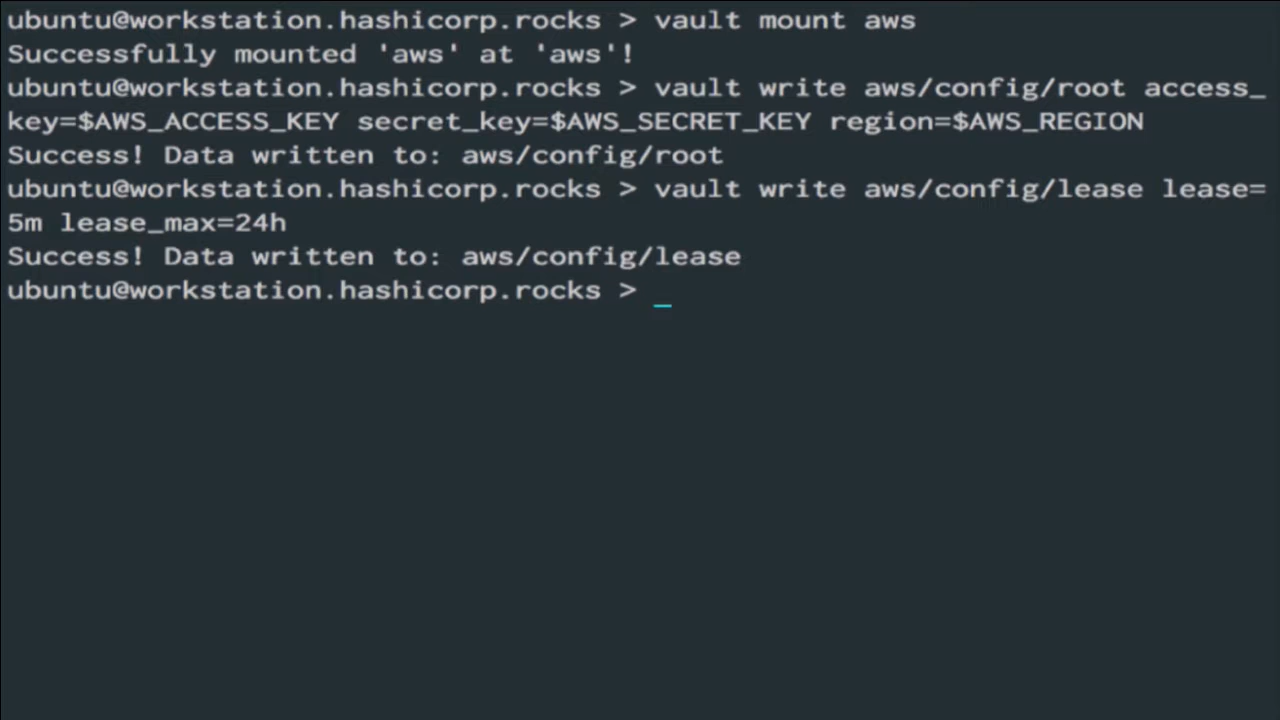 ubuntu@workstation.hashicorp.rocks > vault mount aws
Successfully mounted 'aws' at 'aws'!
ubuntu@workstation.hashicorp.rocks > vault write aws/config/root access_
key=$AWS_ACCESS_KEY secret_key=$AWS_SECRET_KEY region=$AWS_REGION
Success! Data written to: aws/config/root
ubuntu@workstation.hashicorp.rocks > vault write aws/config/lease lease=
5m lease_max=24h
Success! Data written to: aws/config/lease
ubuntu@workstation.hashicorp.rocks > _